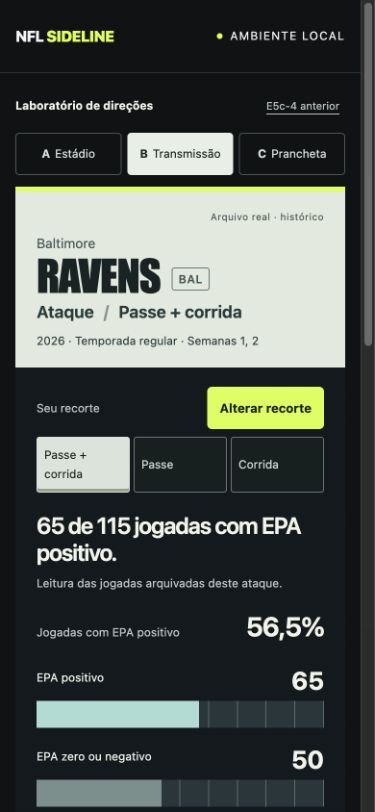 NFL SIDELINE
AMBIENTE LOCAL
Laboratório de direções
E5c-4 anterior
A Estádio
B Transmissão
C Prancheta
Arquivo real · histórico
Baltimore
RAVENS BAL
Ataque / Passe + corrida
2026 · Temporada regular · Semanas 1, 2
Seu recorte
Alterar recorte
Passe +
corrida
Passe
Corrida
65 de 115 jogadas com EPA
positivo.
Leitura das jogadas arquivadas deste ataque.
Jogadas com EPA positivo
56,5%
EPA positivo
65
EPA zero ou negativo
50